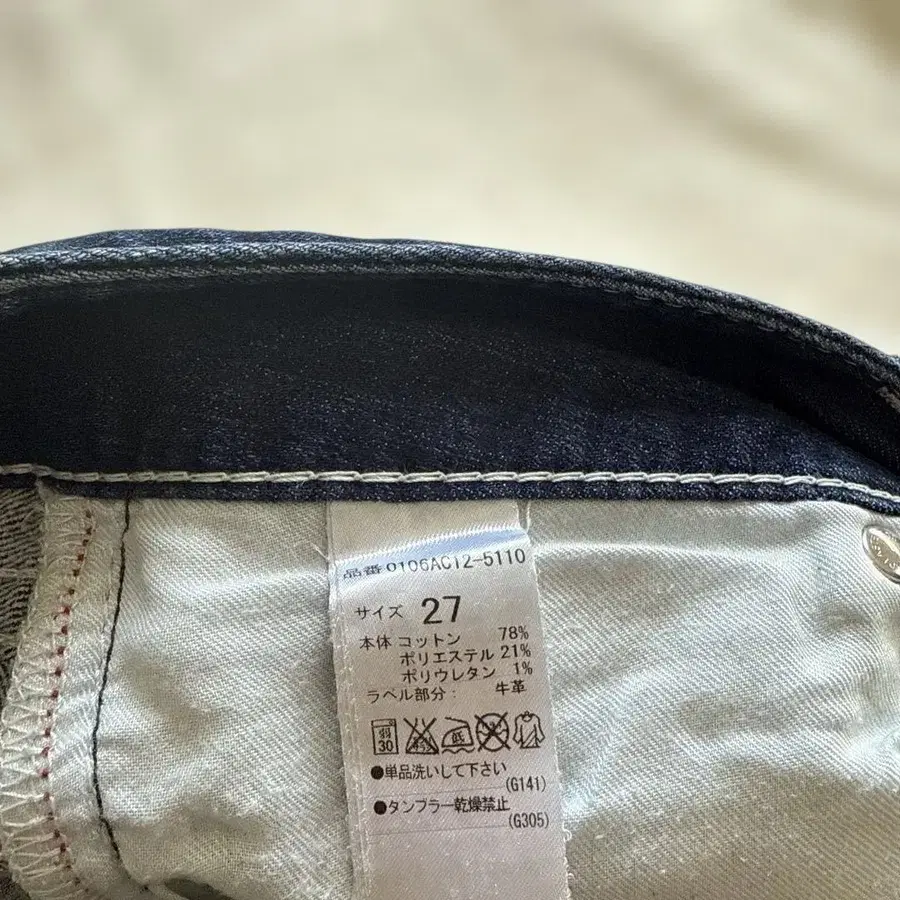 品番 0106AC12-5110
サイズ 27
本体 コットン 78%
ポリエステル 21%
ポリウレタン 1%
ラベル部分: 牛革
弱
30
低
●単品洗いして下さい
(G141)
●タンブラー乾燥禁止
(G305)